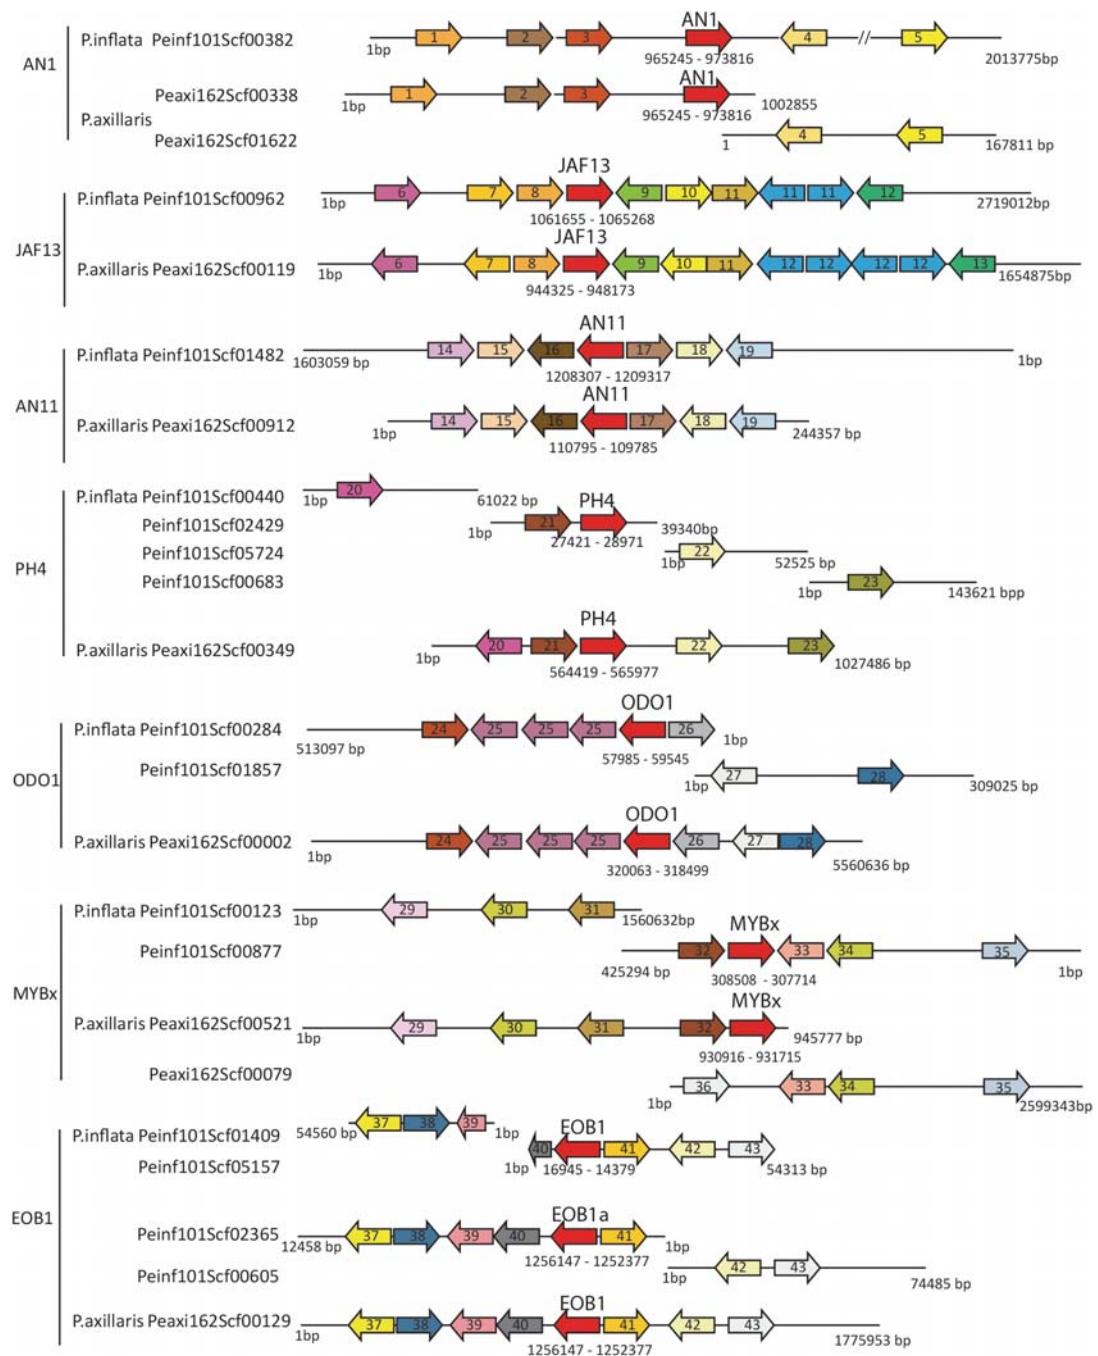 AN1
P.inflata Peinf101Scf00382
1bp 1 2 3 AN1 4 // 5
965245 - 973816
2013775bp
AN1
Peaxi162Scf00338
1bp 1 2 3
965245 - 973816
1002855
P.axillaris
Peaxi162Scf01622
1 4 5 167811 bp
JAF13
JAF13
P.inflata Peinf101Scf00962
1bp 6 7 8 9 10 11 11 11 12
1061655 - 1065268
2719012bp
JAF13
P.axillaris Peaxi162Scf00119
1bp 6 7 8 9 10 11 12 12 12 12 13
944325 - 948173
1654875bp
AN11
AN11
P.inflata Peinf101Scf01482
1603059 bp 14 15 16 17 18 19 1bp
1208307 - 1209317
AN11
P.axillaris Peaxi162Scf00912
1bp 14 15 16 17 18 19 244357 bp
110795 - 109785
PH4
P.inflata Peinf101Scf00440
1bp 20 61022 bp
PH4
Peinf101Scf02429
1bp 21 39340bp
27421 - 28971
Peinf101Scf05724
1bp 22 52525 bp
Peinf101Scf00683
1bp 23 143621 bpp
PH4
P.axillaris Peaxi162Scf00349
1bp 20 21 22 23 1027486 bp
564419 - 565977
ODO1
ODO1
P.inflata Peinf101Scf00284
513097 bp 24 25 25 25 26 1bp
57985 - 59545
Peinf101Scf01857
1bp 27 28 309025 bp
ODO1
P.axillaris Peaxi162Scf00002
1bp 24 25 25 25 26 27 28 5560636 bp
320063 - 318499
MYBx
P.inflata Peinf101Scf00123
1bp 29 30 31 1560632bp
MYBx
Peinf101Scf00877
425294 bp 32 33 34 35 1bp
308508 - 307714
MYBx
P.axillaris Peaxi162Scf00521
1bp 29 30 31 32 945777 bp
930916 - 931715
Peaxi162Scf00079
1bp 36 33 34 35 2599343bp
EOB1
P.inflata Peinf101Scf01409
54560 bp 37 38 39 1bp
EOB1
Peinf101Scf05157
1bp 40 41 42 43 54313 bp
16945 - 14379
EOB1a
Peinf101Scf02365
12458 bp 37 38 39 40 41 1bp
1256147 - 1252377
Peinf101Scf00605
1bp 42 43 74485 bp
EOB1
P.axillaris Peaxi162Scf00129
1bp 37 38 39 40 41 42 43 1775953 bp
1256147 - 1252377